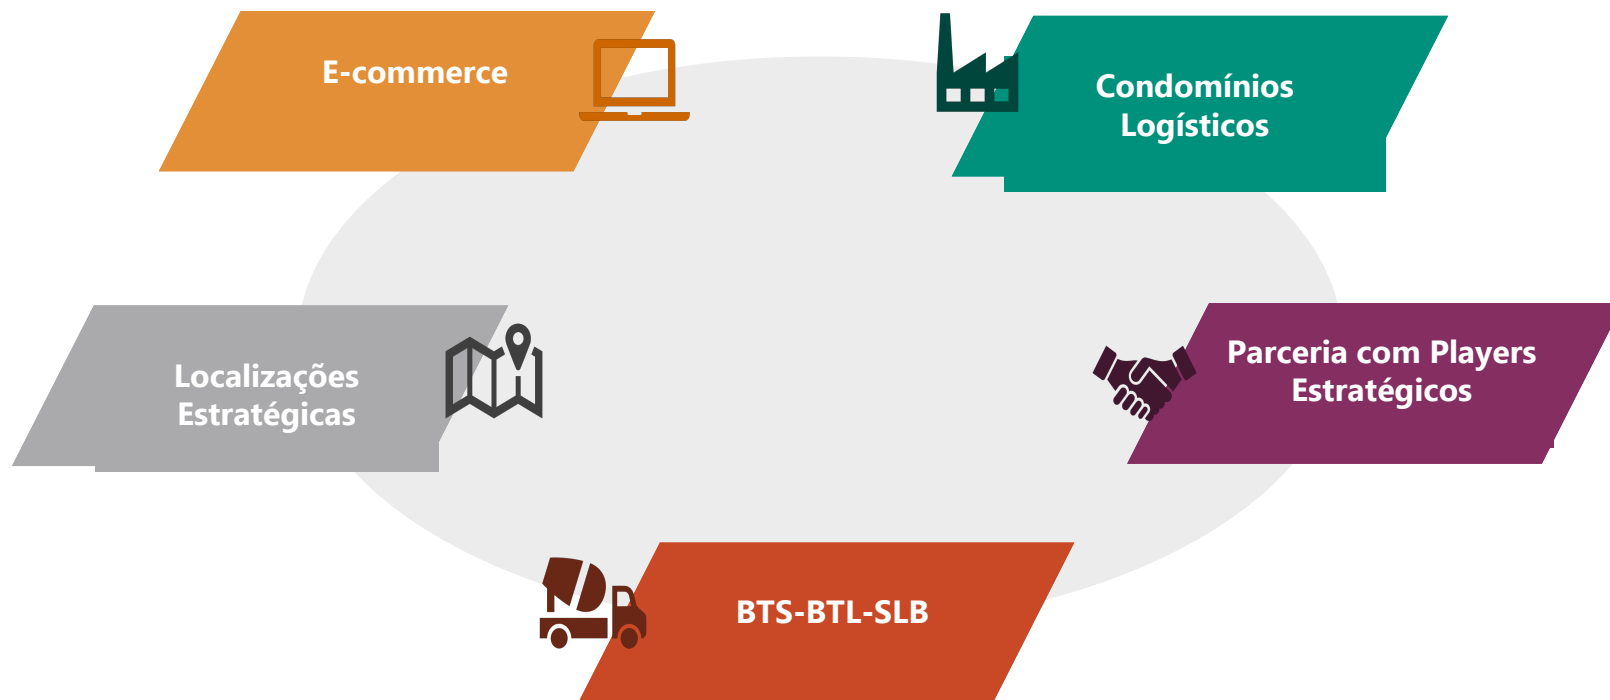 E-commerce
Condomínios
Logísticos
Localizações
Estratégicas
Parceria com Players
Estratégicos
BTS-BTL-SLB